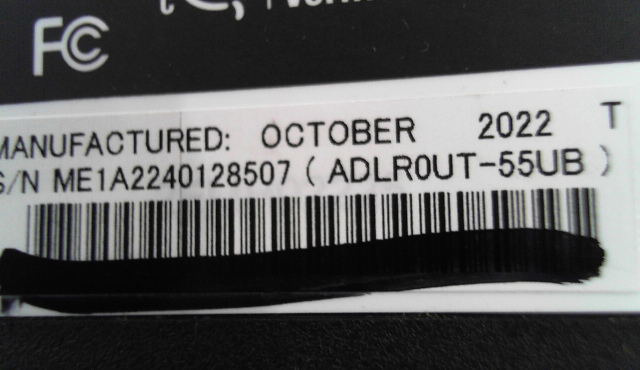 FC
MANUFACTURED: OCTOBER 2022 T
S/N ME1A2240128507 ( ADLR0UT-55UB )